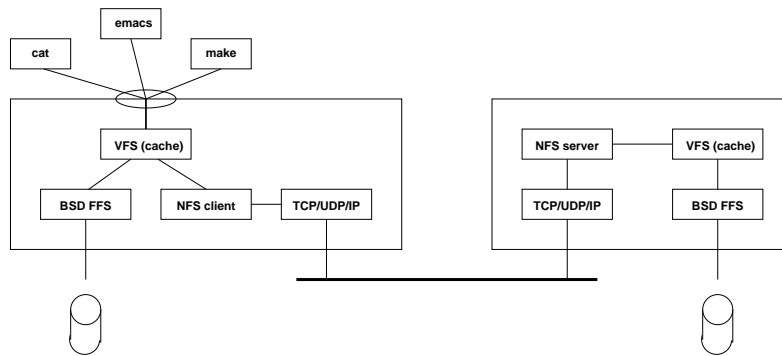 emacs
cat
make
VFS (cache)
NFS server
VFS (cache)
BSD FFS
NFS client
TCP/UDP/IP
TCP/UDP/IP
BSD FFS